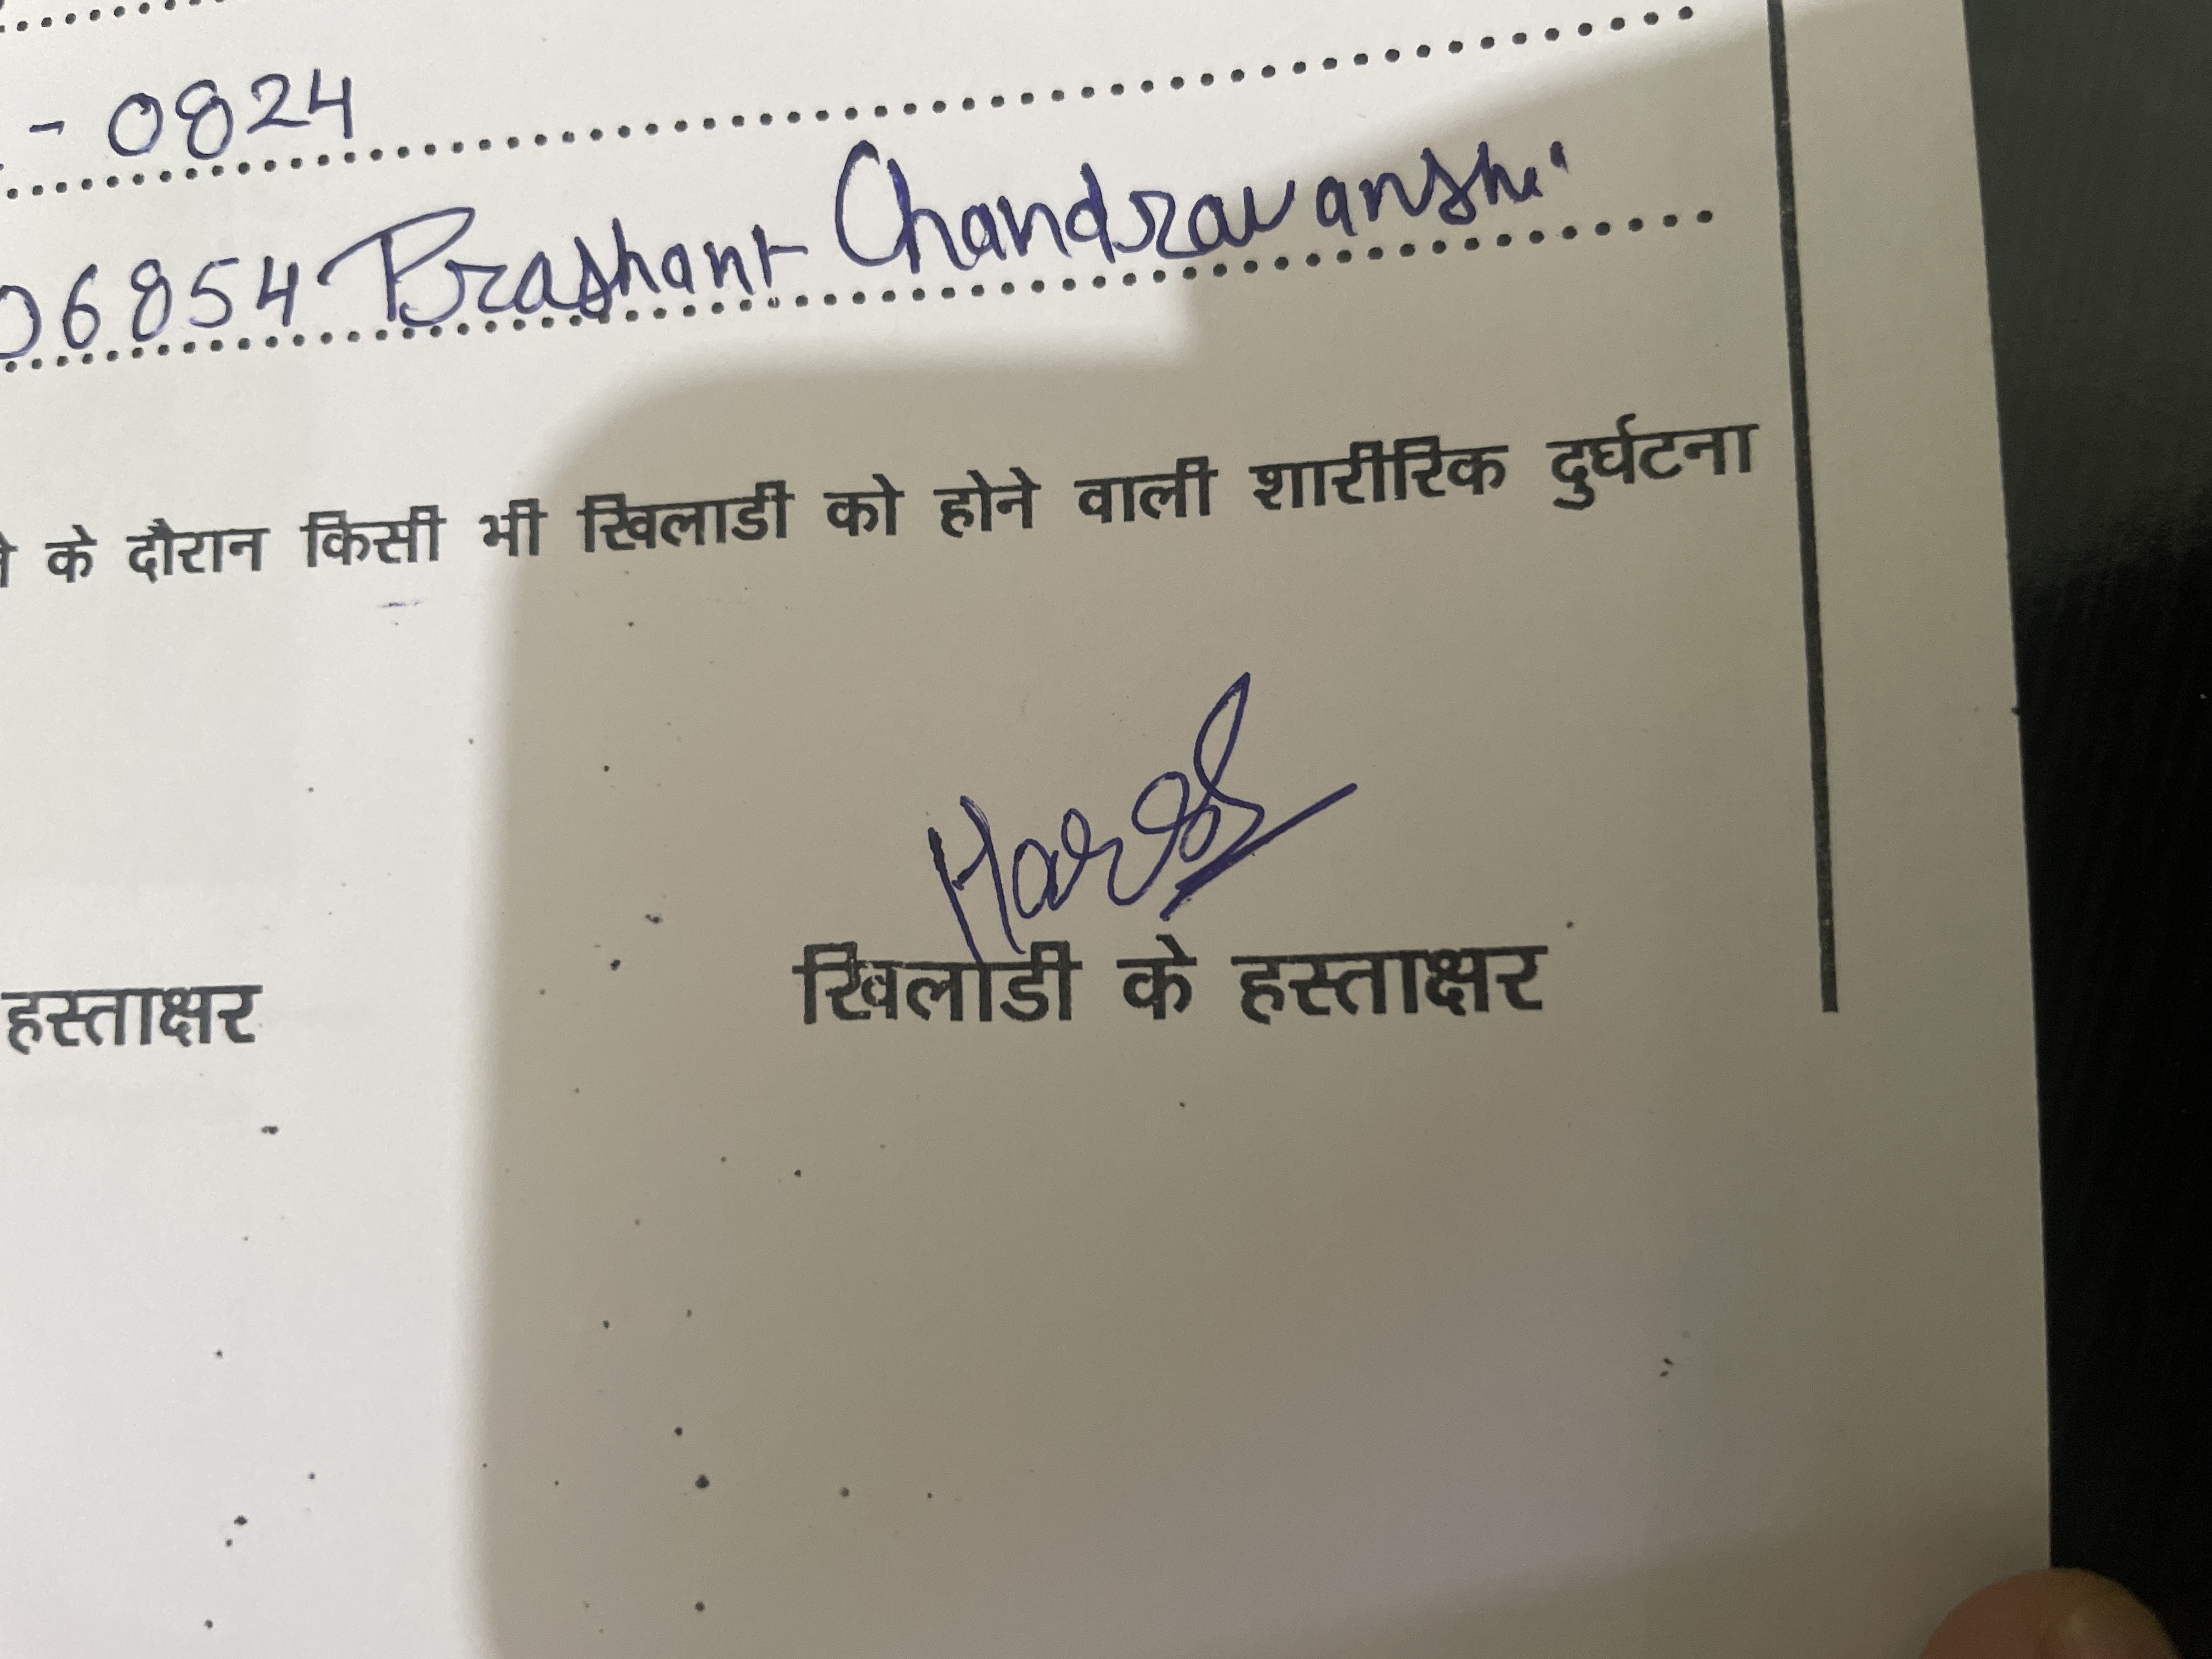 - 0824
06854 Prashant Chandravanshi
के दौरान किसी भी खिलाडी को होने वाली शारीरिक दुर्घटना
हस्ताक्षर
खिलाडी के हस्ताक्षर